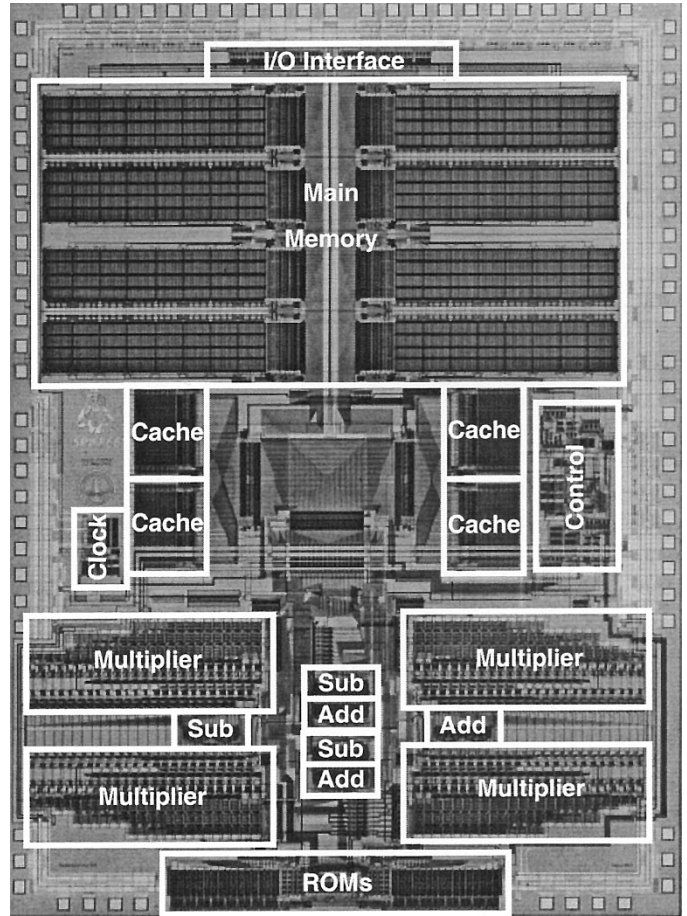 I/O Interface
Main
Memory
Cache
Cache
Cache
Cache
Control
Clock
Multiplier
Multiplier
Sub
Add
Sub
Add
Sub
Add
Multiplier
Multiplier
ROMs